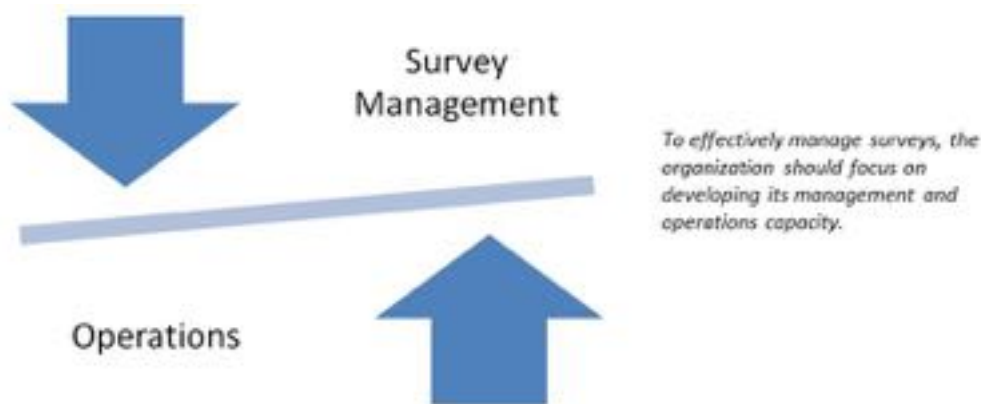 Survey
Management
To effectively manage surveys, the
organization should focus on
developing its management and
operations capacity.
Operations